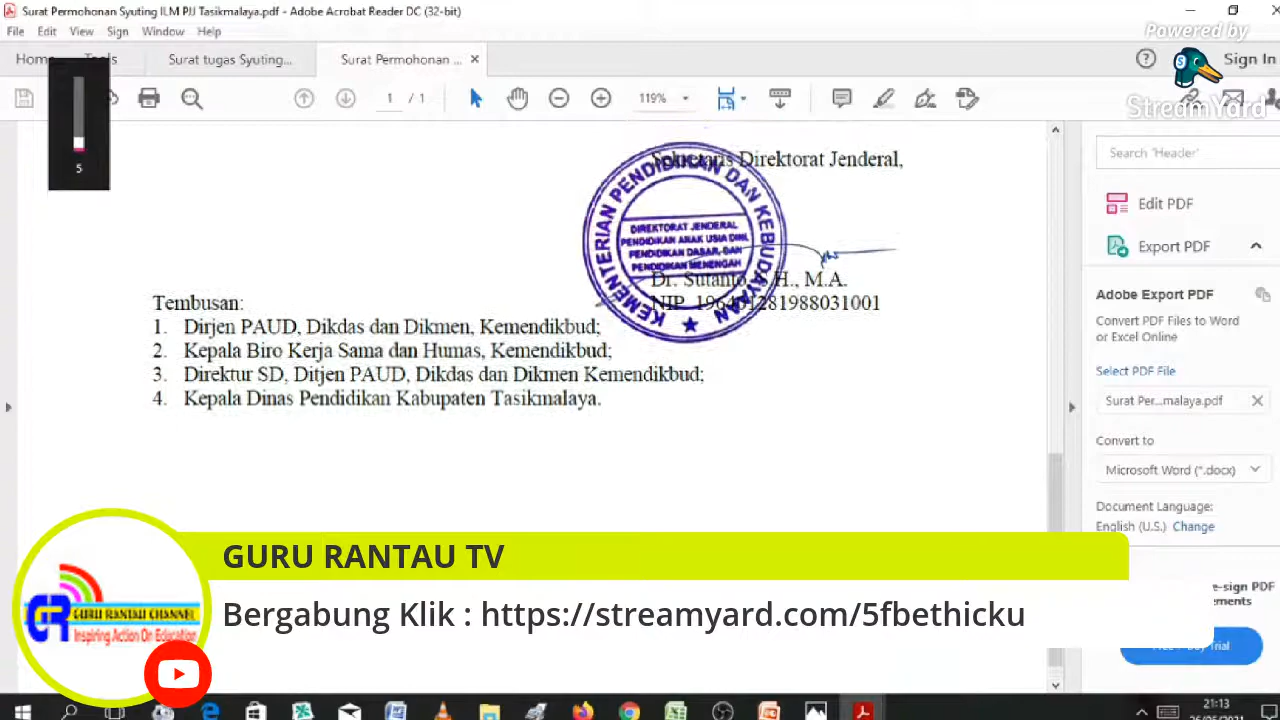 Surat Permohonan Syuting ILM PJJ Tasikmalaya.pdf - Adobe Acrobat Reader DC (32-bit)
File Edit View Sign Window Help
Powered by
StreamYard
Surat tugas Syuting...
Surat Permohonan ...
Sign In
1 / 1
119%
5
Sekretaris Direktorat Jenderal,
KEMENTERIAN PENDIDIKAN DAN KEBUDAYAAN
DIREKTORAT JENDERAL
PENDIDIKAN ANAK USIA DINI,
PENDIDIKAN DASAR, DAN
PENDIDIKAN MENENGAH
Dr. Sutanto, H., M.A.
NIP 196401281988031001
Tembusan:
1. Dirjen PAUD, Dikdas dan Dikmen, Kemendikbud;
2. Kepala Biro Kerja Sama dan Humas, Kemendikbud;
3. Direktur SD, Ditjen PAUD, Dikdas dan Dikmen Kemendikbud;
4. Kepala Dinas Pendidikan Kabupaten Tasikmalaya.
Search 'Header'
Edit PDF
Export PDF
Adobe Export PDF
Convert PDF Files to Word
or Excel Online
Select PDF File
Surat Per...malaya.pdf
Convert to
Microsoft Word (*.docx)
Document Language:
English (U.S.) Change
e-sign PDF
Trial
GURU RANTAU TV
Bergabung Klik : https://streamyard.com/5fbethicku
GR GURU RANTAU CHANNEL
Inspiring Action On Education
21:13